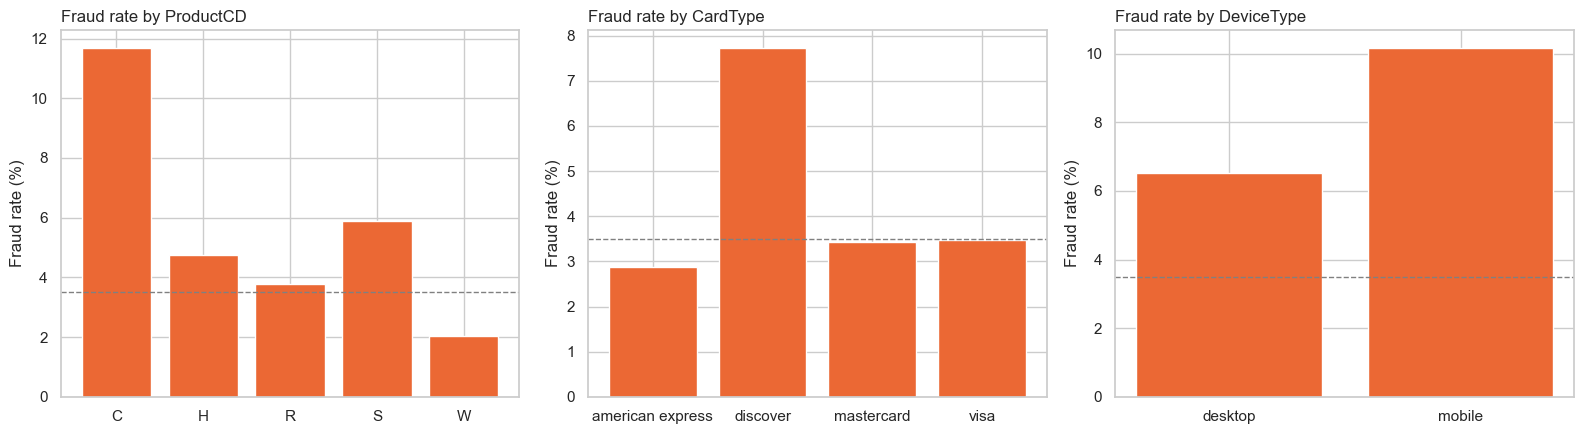 Fraud rate by ProductCD
Fraud rate (%)
12
10
8
6
4
2
0
C H R S W
Fraud rate by CardType
Fraud rate (%)
8
7
6
5
4
3
2
1
0
american express discover mastercard visa
Fraud rate by DeviceType
Fraud rate (%)
10
8
6
4
2
0
desktop mobile